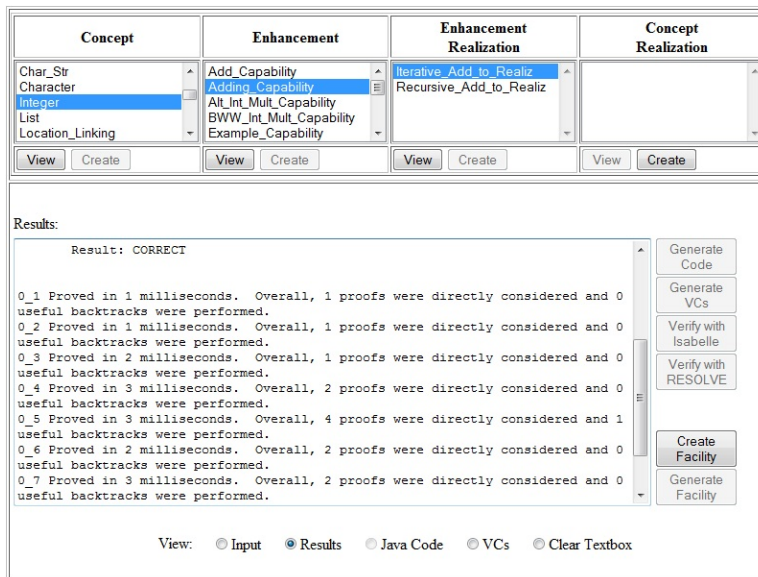 Concept
Enhancement
Enhancement
Realization
Concept
Realization
Char_Str
Character
Integer
List
Location_Linking
Add_Capability
Adding_Capability
Alt_Int_Mult_Capability
BWW_Int_Mult_Capability
Example_Capability
Iterative_Add_to_Realiz
Recursive_Add_to_Realiz
View Create
View Create
View Create
View Create
Results:
Result: CORRECT
0_1 Proved in 1 milliseconds.  Overall, 1 proofs were directly considered and 0
useful backtracks were performed.
0_2 Proved in 1 milliseconds.  Overall, 1 proofs were directly considered and 0
useful backtracks were performed.
0_3 Proved in 2 milliseconds.  Overall, 1 proofs were directly considered and 0
useful backtracks were performed.
0_4 Proved in 3 milliseconds.  Overall, 2 proofs were directly considered and 0
useful backtracks were performed.
0_5 Proved in 3 milliseconds.  Overall, 4 proofs were directly considered and 1
useful backtracks were performed.
0_6 Proved in 2 milliseconds.  Overall, 2 proofs were directly considered and 0
useful backtracks were performed.
0_7 Proved in 3 milliseconds.  Overall, 2 proofs were directly considered and 0
useful backtracks were performed.
Generate
Code
Generate
VCs
Verify with
Isabelle
Verify with
RESOLVE
Create
Facility
Generate
Facility
View: Input Results Java Code VCs Clear Textbox